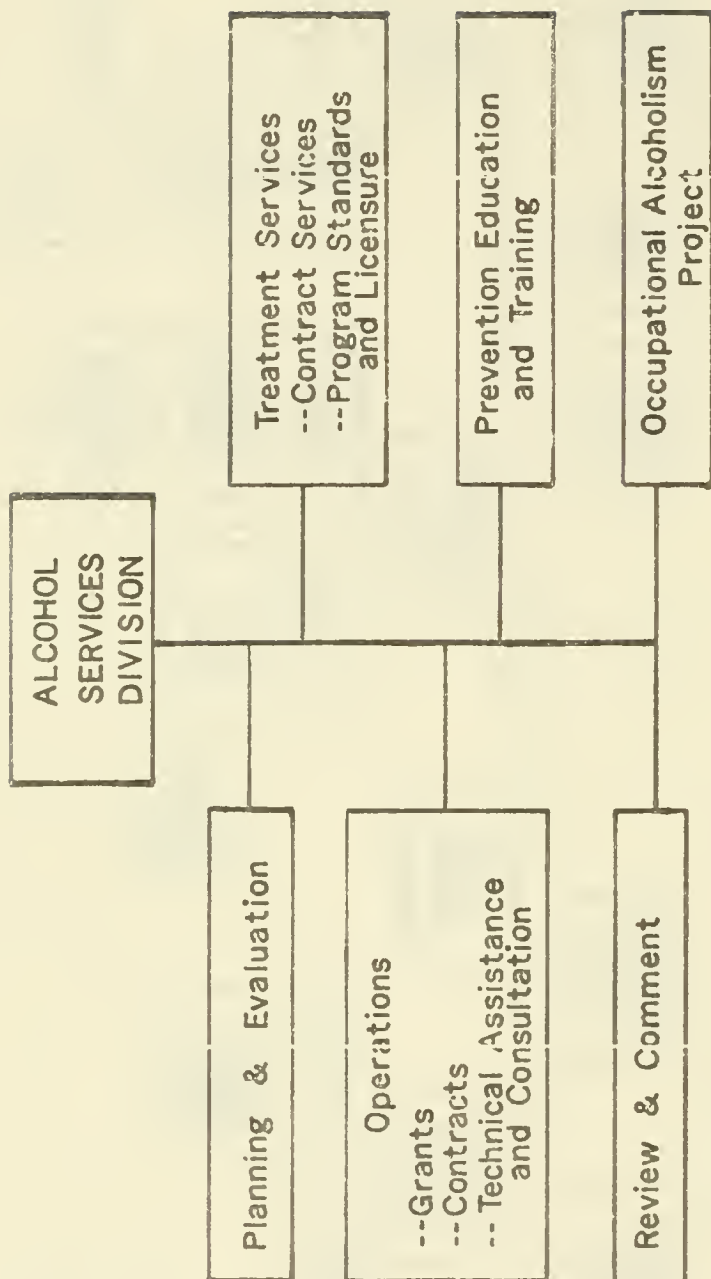 ALCOHOL
SERVICES
DIVISION
Planning & Evaluation
Operations
--Grants
--Contracts
-- Technical Assistance
and Consultation
Review & Comment
Treatment Services
--Contract Services
--Program Standards
and Licensure
Prevention Education
and Training
Occupational Alcoholism
Project